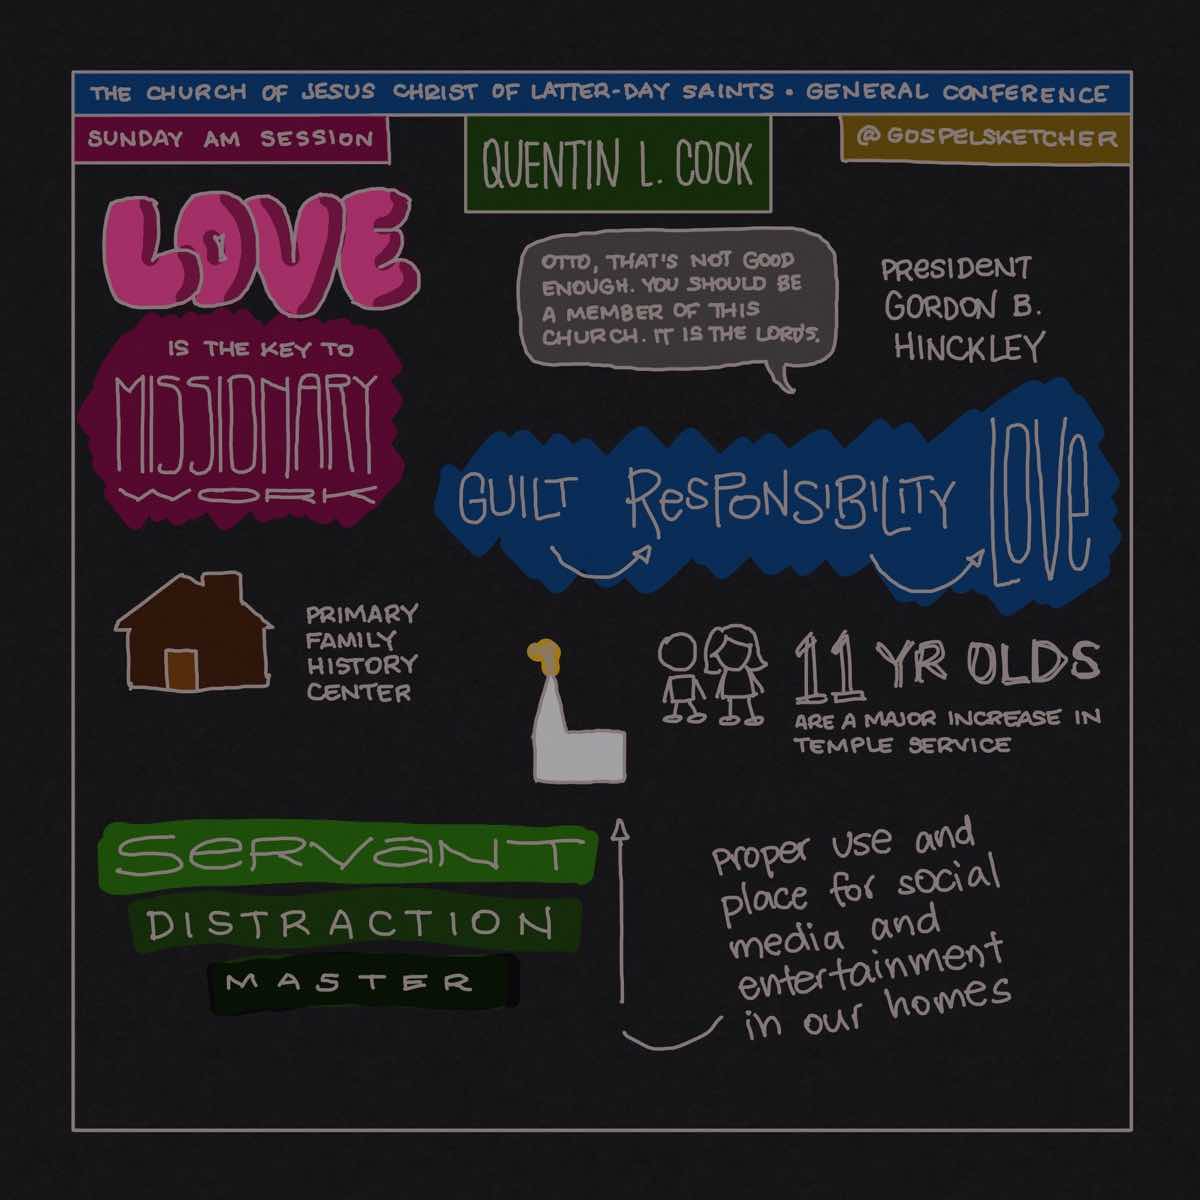 THE CHURCH OF JESUS CHRIST OF LATTER-DAY SAINTS • GENERAL CONFERENCE
SUNDAY AM SESSION
QUENTIN L. COOK
@GOSPELSKETCHER
LOVE
IS THE KEY TO
MISSIONARY
WORK
OTTO, THAT'S NOT GOOD
ENOUGH. YOU SHOULD BE
A MEMBER OF THIS
CHURCH. IT IS THE LORD'S.
PRESIDENT
GORDON B.
HINCKLEY
GUILT RESPONSIBILITY LOVE
PRIMARY
FAMILY
HISTORY
CENTER
11 YR OLDS
ARE A MAJOR INCREASE IN
TEMPLE SERVICE
SERVANT
DISTRACTION
MASTER
proper use and
place for social
media and
entertainment
in our homes